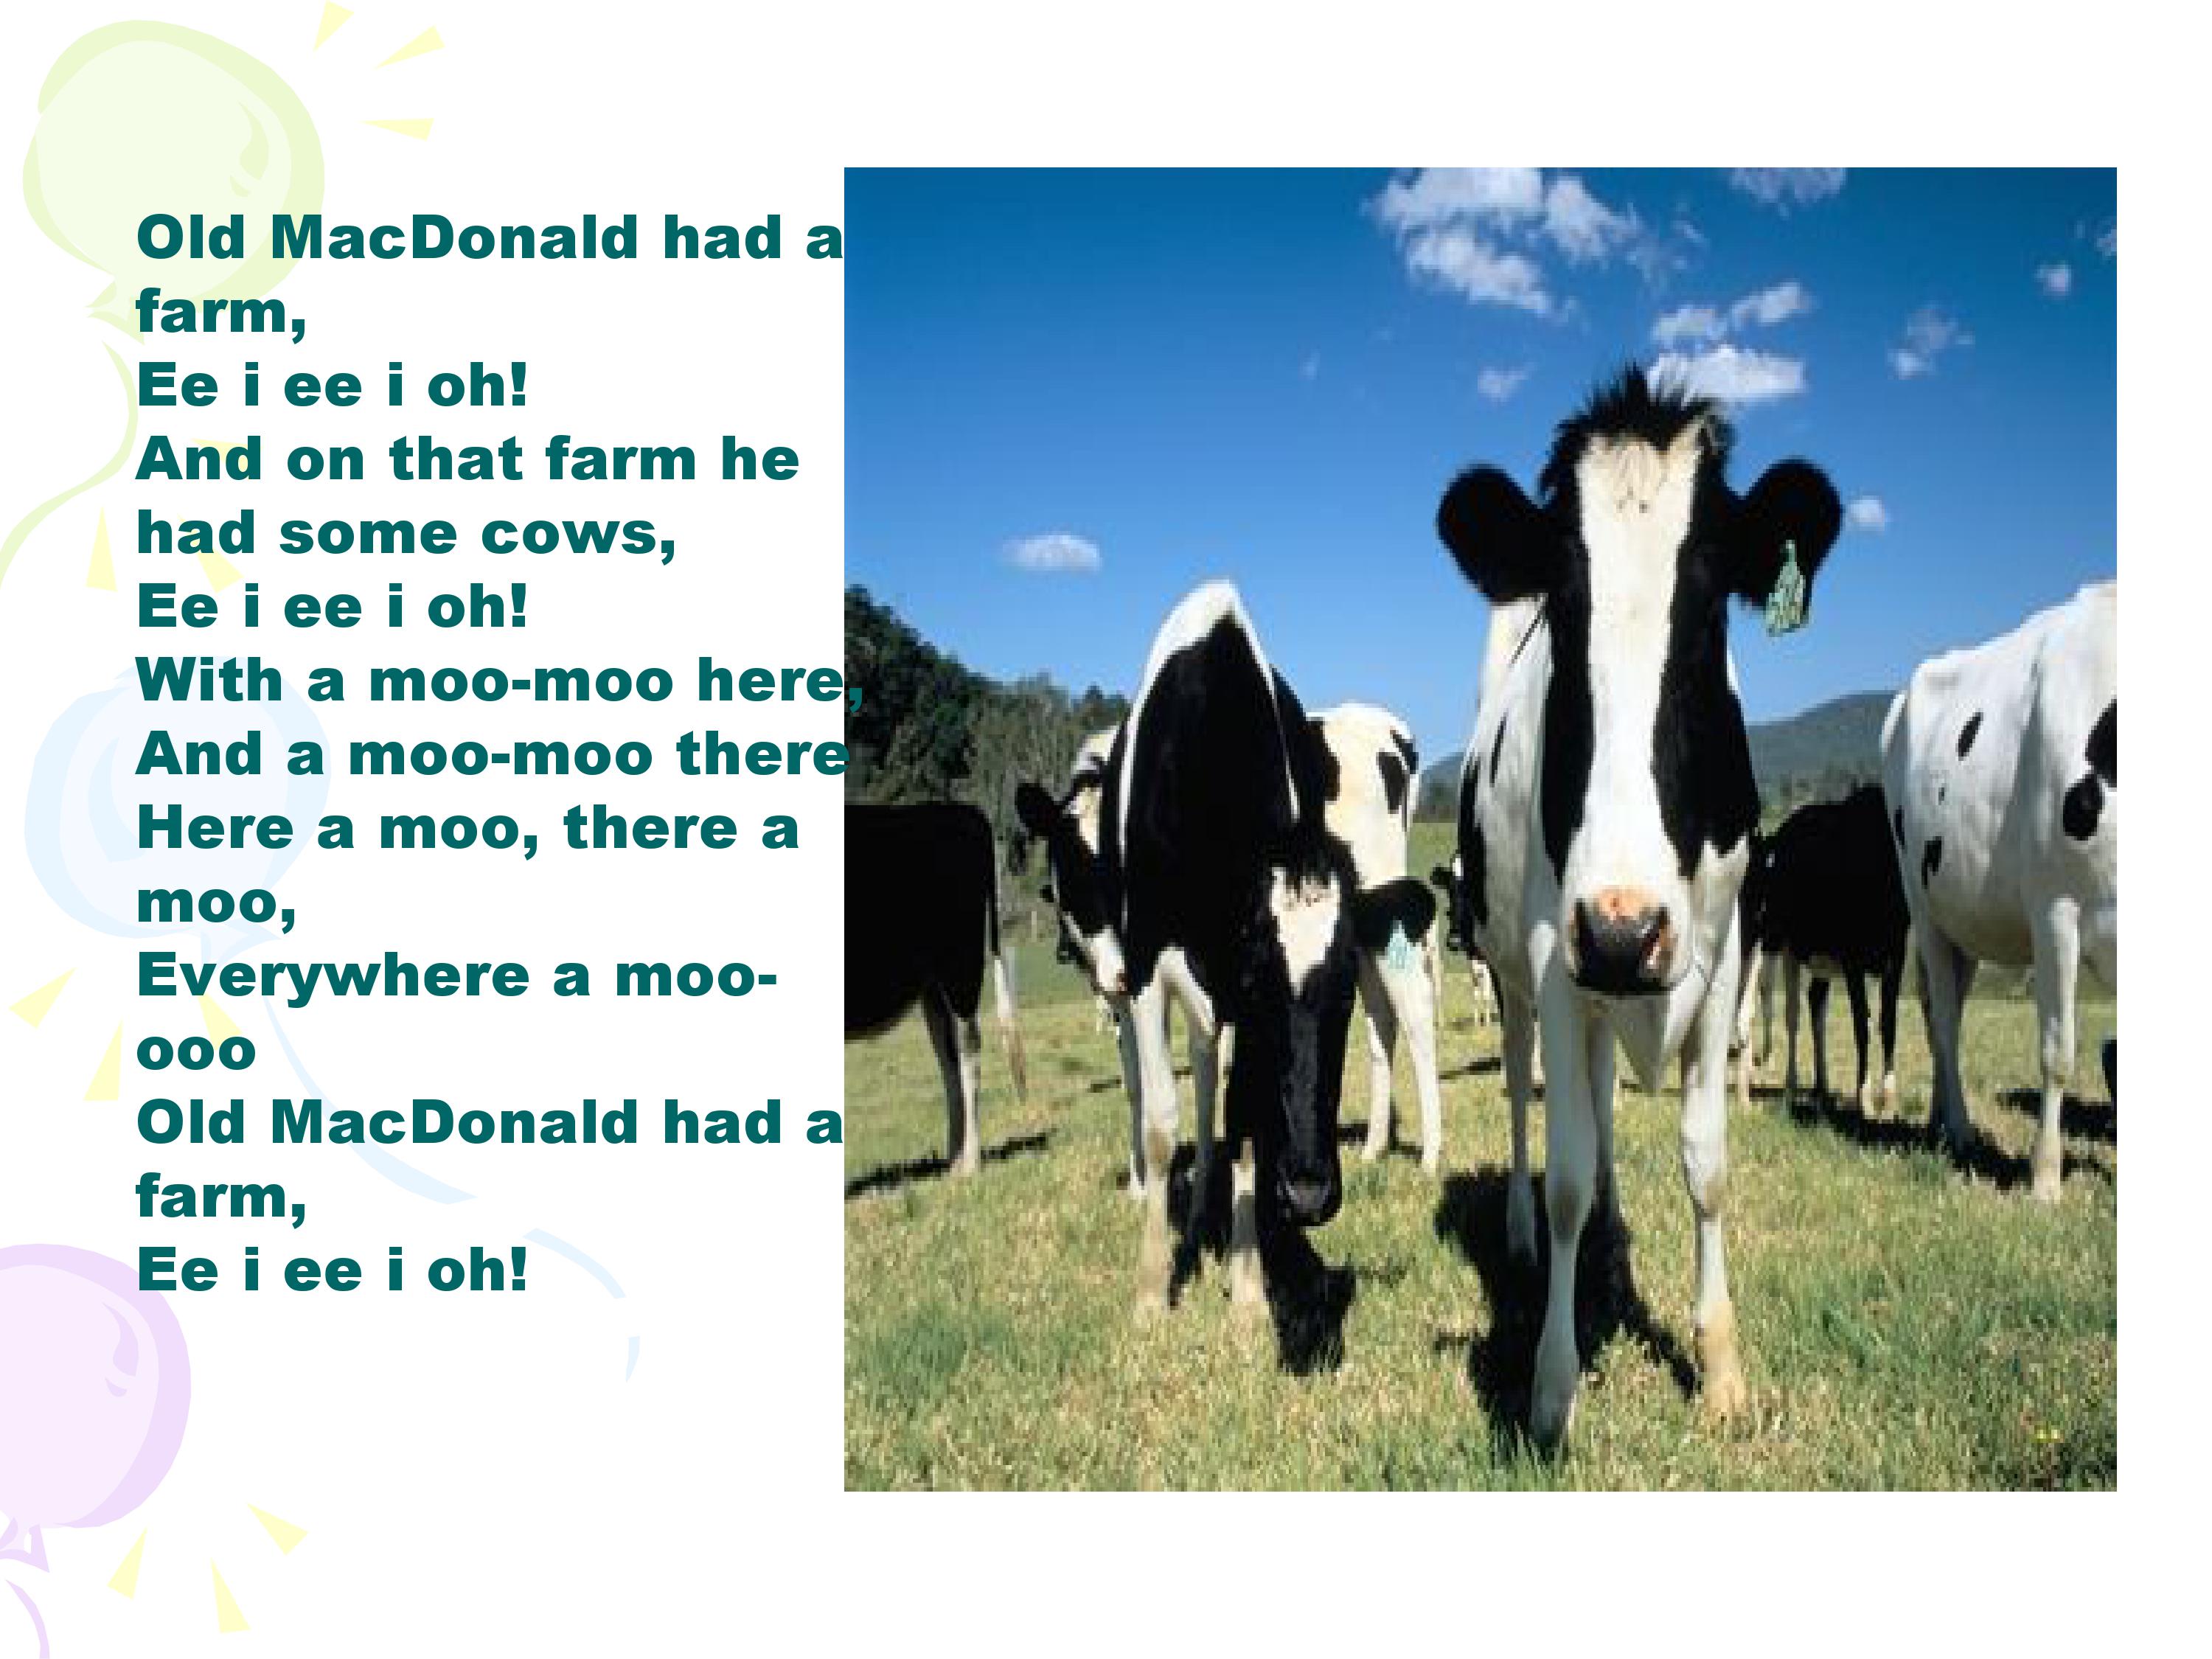 Old MacDonald had a
farm,
Ee i ee i oh!
And on that farm he
had some cows,
Ee i ee i oh!
With a moo-moo here,
And a moo-moo there
Here a moo, there a
moo,
Everywhere a moo-
ooo
Old MacDonald had a
farm,
Ee i ee i oh!